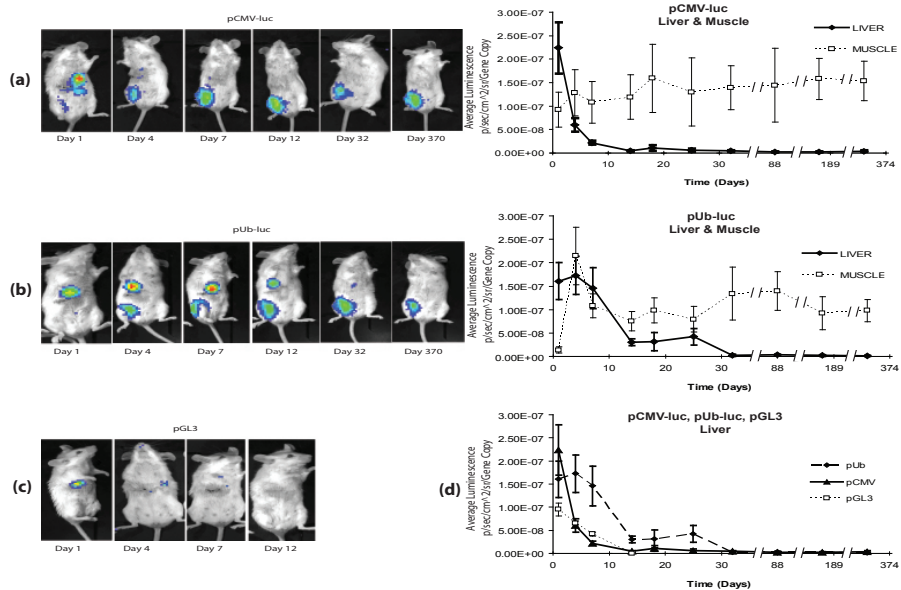 pCMV-luc
(a)
Day 1 Day 4 Day 7 Day 12 Day 32 Day 370
pCMV-luc
Liver & Muscle
LIVER
MUSCLE
Average Luminescence
p/sec/cm^2/sr/Gene Copy
3.00E-07
2.50E-07
2.00E-07
1.50E-07
1.00E-07
5.00E-08
0.00E+00
0 10 20 30 88 189 374
Time (Days)
pUb-luc
(b)
Day 1 Day 4 Day 7 Day 12 Day 32 Day 370
pUb-luc
Liver & Muscle
LIVER
MUSCLE
Average Luminescence
p/sec/cm^2/sr/Gene Copy
3.00E-07
2.50E-07
2.00E-07
1.50E-07
1.00E-07
5.00E-08
0.00E+00
0 10 20 30 88 189 374
Time (Days)
pGL3
(c)
Day 1 Day 4 Day 7 Day 12
(d)
pCMV-luc, pUb-luc, pGL3
Liver
pUb
pCMV
pGL3
Average Luminescence
p/sec/cm^2/sr/Gene Copy
3.00E-07
2.50E-07
2.00E-07
1.50E-07
1.00E-07
5.00E-08
0.00E+00
0 10 20 30 88 189 374
Time (Days)